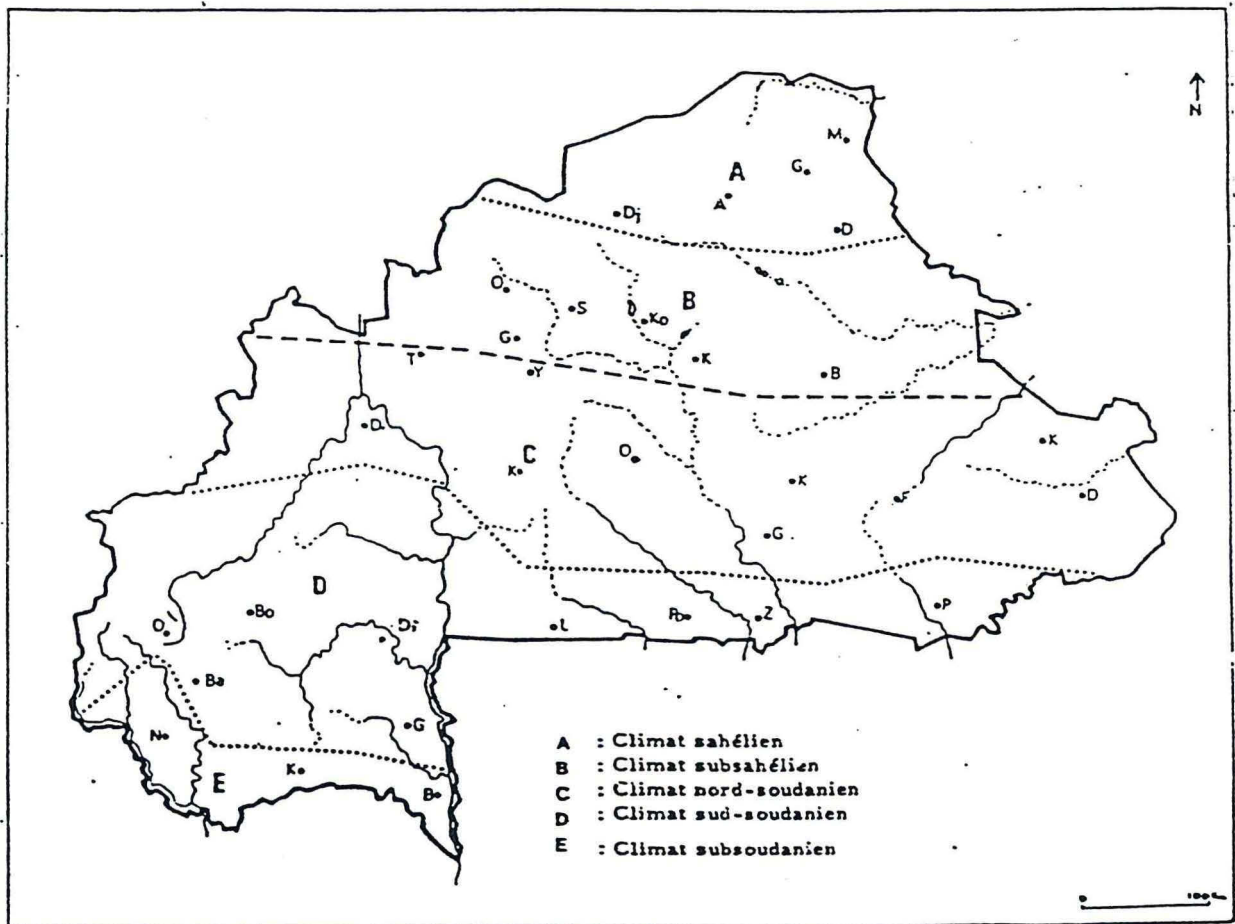 N
M
G
A
A
Dj
D
O
S
B
Ko
G
K
T
Y
B
D
K
C
O
K
K
F
D
G
D
Bo
P
O
Di
L
Po
Z
Ba
N
G
K
E
B
A : Climat sahélien
B : Climat subsahélien
C : Climat nord-soudanien
D : Climat sud-soudanien
E : Climat subsoudanien
0